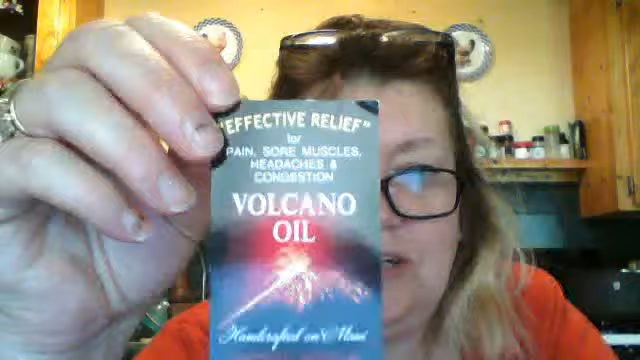 "EFFECTIVE RELIEF"
for
PAIN, SORE MUSCLES,
HEADACHES &
CONGESTION
VOLCANO
OIL
Handcrafted on Maui